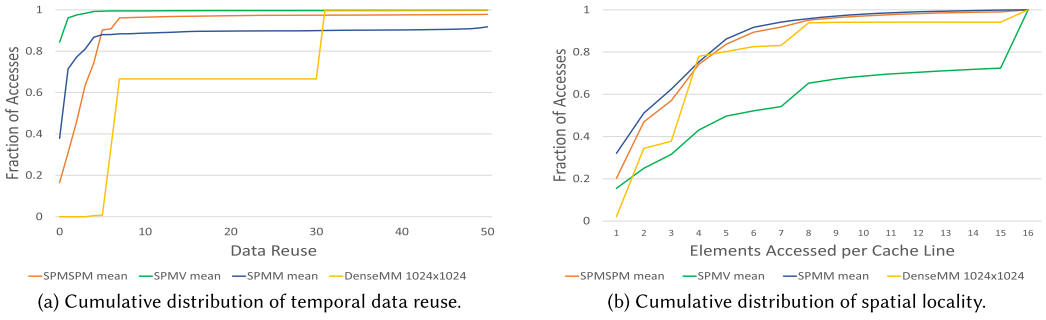 1
0.8
0.6
0.4
0.2
0
Fraction of Accesses
0 10 20 30 40 50
Data Reuse
SPMSPM mean SPMV mean SPMM mean DenseMM 1024x1024
(a) Cumulative distribution of temporal data reuse.
1
0.8
0.6
0.4
0.2
0
Fraction of Accesses
1 2 3 4 5 6 7 8 9 10 11 12 13 14 15 16
Elements Accessed per Cache Line
SPMSPM mean SPMV mean SPMM mean DenseMM 1024x1024
(b) Cumulative distribution of spatial locality.